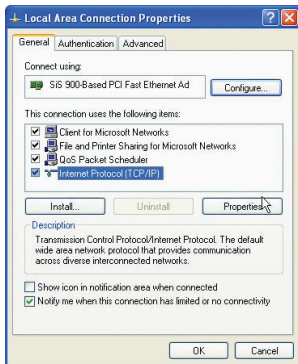 Local Area Connection Properties
General Authentication Advanced
Connect using:
SiS 900-Based PCI Fast Ethernet Ad
Configure...
This connection uses the following items:
Client for Microsoft Networks
File and Printer Sharing for Microsoft Networks
QoS Packet Scheduler
Internet Protocol (TCP/IP)
Install... Uninstall Properties
Description
Transmission Control Protocol/Internet Protocol. The default
wide area network protocol that provides communication
across diverse interconnected networks.
Show icon in notification area when connected
Notify me when this connection has limited or no connectivity
OK Cancel